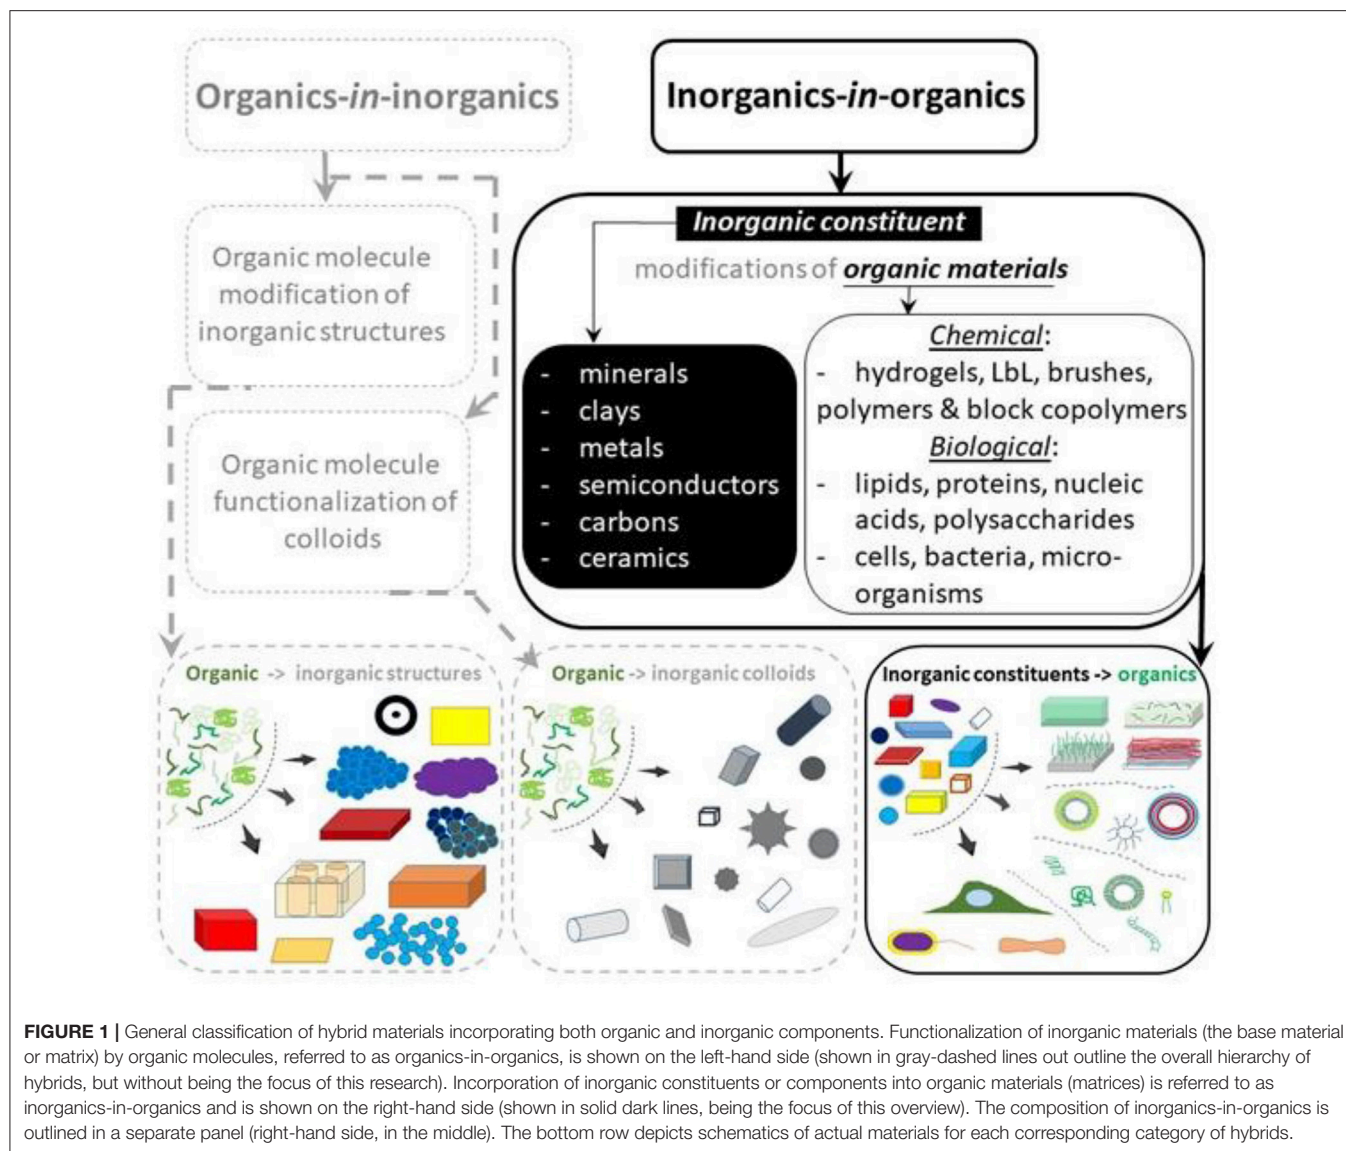 Organics-in-inorganics
Inorganics-in-organics
Organic molecule
modification of
inorganic structures
Organic molecule
functionalization of
colloids
Inorganic constituent
modifications of organic materials
- minerals
- clays
- metals
- semiconductors
- carbons
- ceramics
Chemical:
- hydrogels, LbL, brushes,
polymers & block copolymers
Biological:
- lipids, proteins, nucleic
acids, polysaccharides
- cells, bacteria, micro-
organisms
Organic -> inorganic structures
Organic -> inorganic colloids
Inorganic constituents -> organics
FIGURE 1 | General classification of hybrid materials incorporating both organic and inorganic components. Functionalization of inorganic materials (the base material
or matrix) by organic molecules, referred to as organics-in-organics, is shown on the left-hand side (shown in gray-dashed lines out outline the overall hierarchy of
hybrids, but without being the focus of this research). Incorporation of inorganic constituents or components into organic materials (matrices) is referred to as
inorganics-in-organics and is shown on the right-hand side (shown in solid dark lines, being the focus of this overview). The composition of inorganics-in-organics is
outlined in a separate panel (right-hand side, in the middle). The bottom row depicts schematics of actual materials for each corresponding category of hybrids.